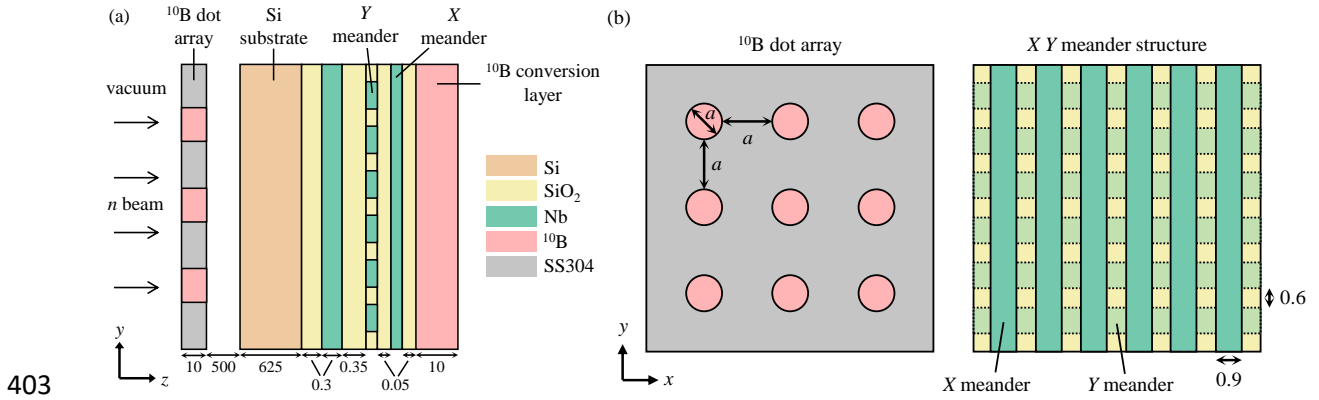 (a)
¹⁰B dot
array
Si
substrate
Y
meander
X
meander
¹⁰B conversion
layer
vacuum
n beam
Si
SiO₂
Nb
¹⁰B
SS304
y
z
10
500
625
0.3
0.35
0.05
10
(b)
¹⁰B dot array
X Y meander structure
a
a
a
y
x
0.6
0.9
X meander
Y meander
403